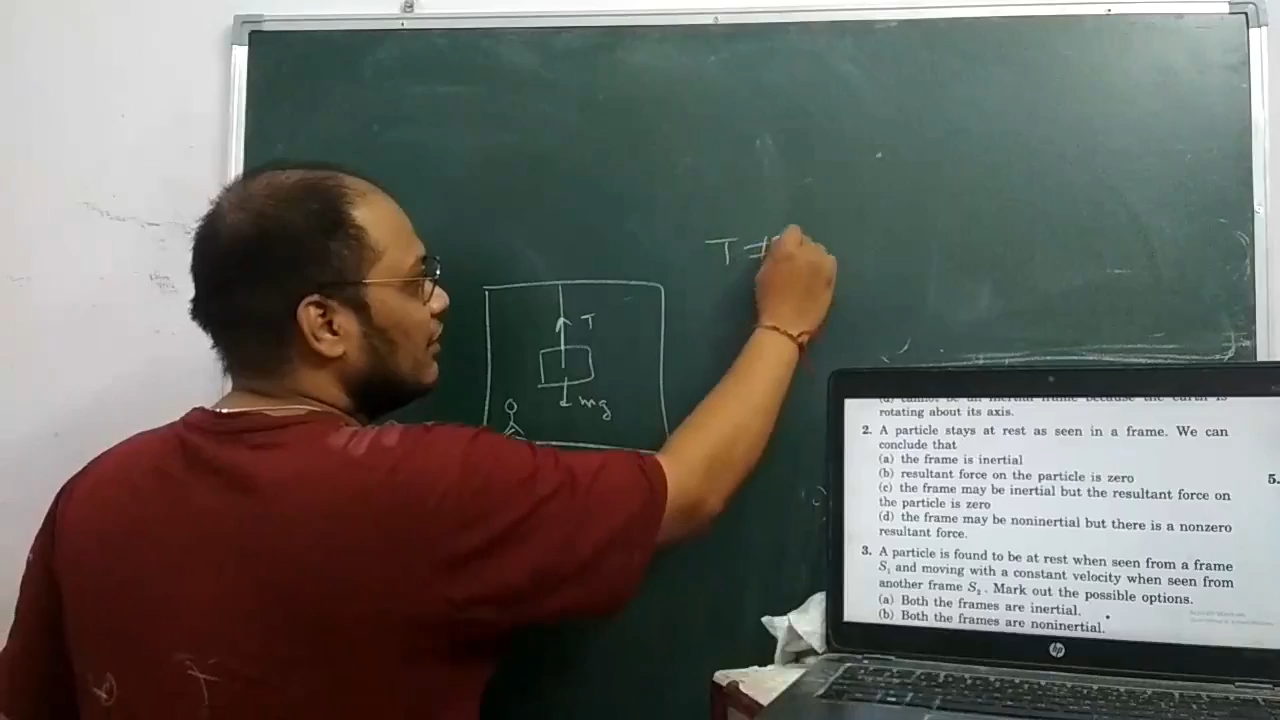 T ≠
T
mg
rotating about its axis.
2. A particle stays at rest as seen in a frame. We can
conclude that
(a) the frame is inertial
(b) resultant force on the particle is zero
(c) the frame may be inertial but the resultant force on
the particle is zero
(d) the frame may be noninertial but there is a nonzero
resultant force.
5.
3. A particle is found to be at rest when seen from a frame
S₁ and moving with a constant velocity when seen from
another frame S₂. Mark out the possible options.
(a) Both the frames are inertial.
(b) Both the frames are noninertial.
hp